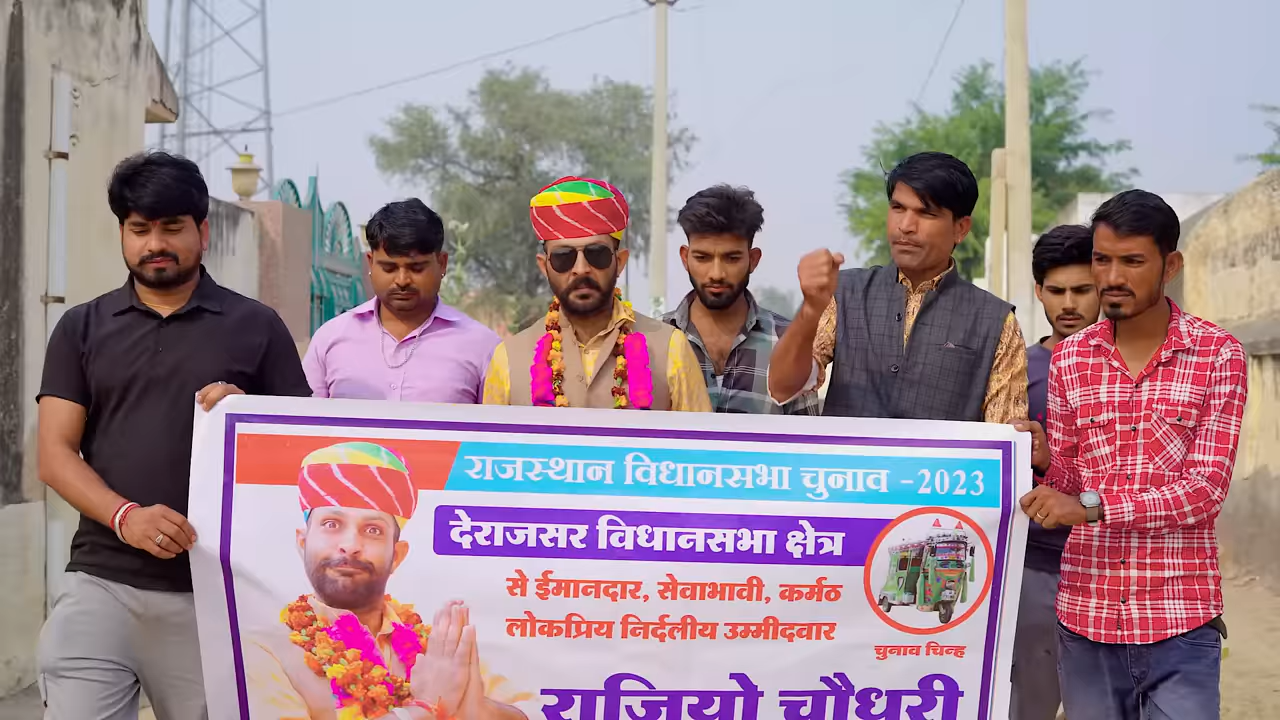 राजस्थान विधानसभा चुनाव -2023
देराजसर विधानसभा क्षेत्र
से ईमानदार, सेवाभावी, कर्मठ
लोकप्रिय निर्दलीय उम्मीदवार
चुनाव चिन्ह
राजियो चौधरी